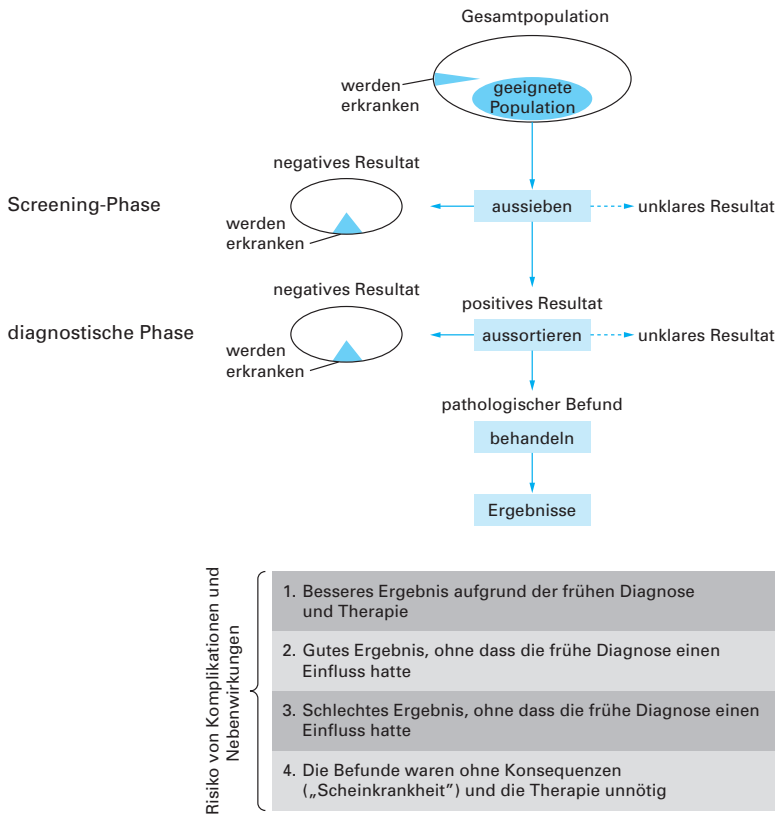 Gesamtpopulation
werden
erkranken
geeignete
Population
negatives Resultat
Screening-Phase
aussieben
unklares Resultat
werden
erkranken
negatives Resultat
positives Resultat
diagnostische Phase
aussortieren
unklares Resultat
werden
erkranken
pathologischer Befund
behandeln
Ergebnisse
Risiko von Komplikationen und
Nebenwirkungen
1. Besseres Ergebnis aufgrund der frühen Diagnose
und Therapie
2. Gutes Ergebnis, ohne dass die frühe Diagnose einen
Einfluss hatte
3. Schlechtes Ergebnis, ohne dass die frühe Diagnose einen
Einfluss hatte
4. Die Befunde waren ohne Konsequenzen
(„Scheinkrankheit”) und die Therapie unnötig